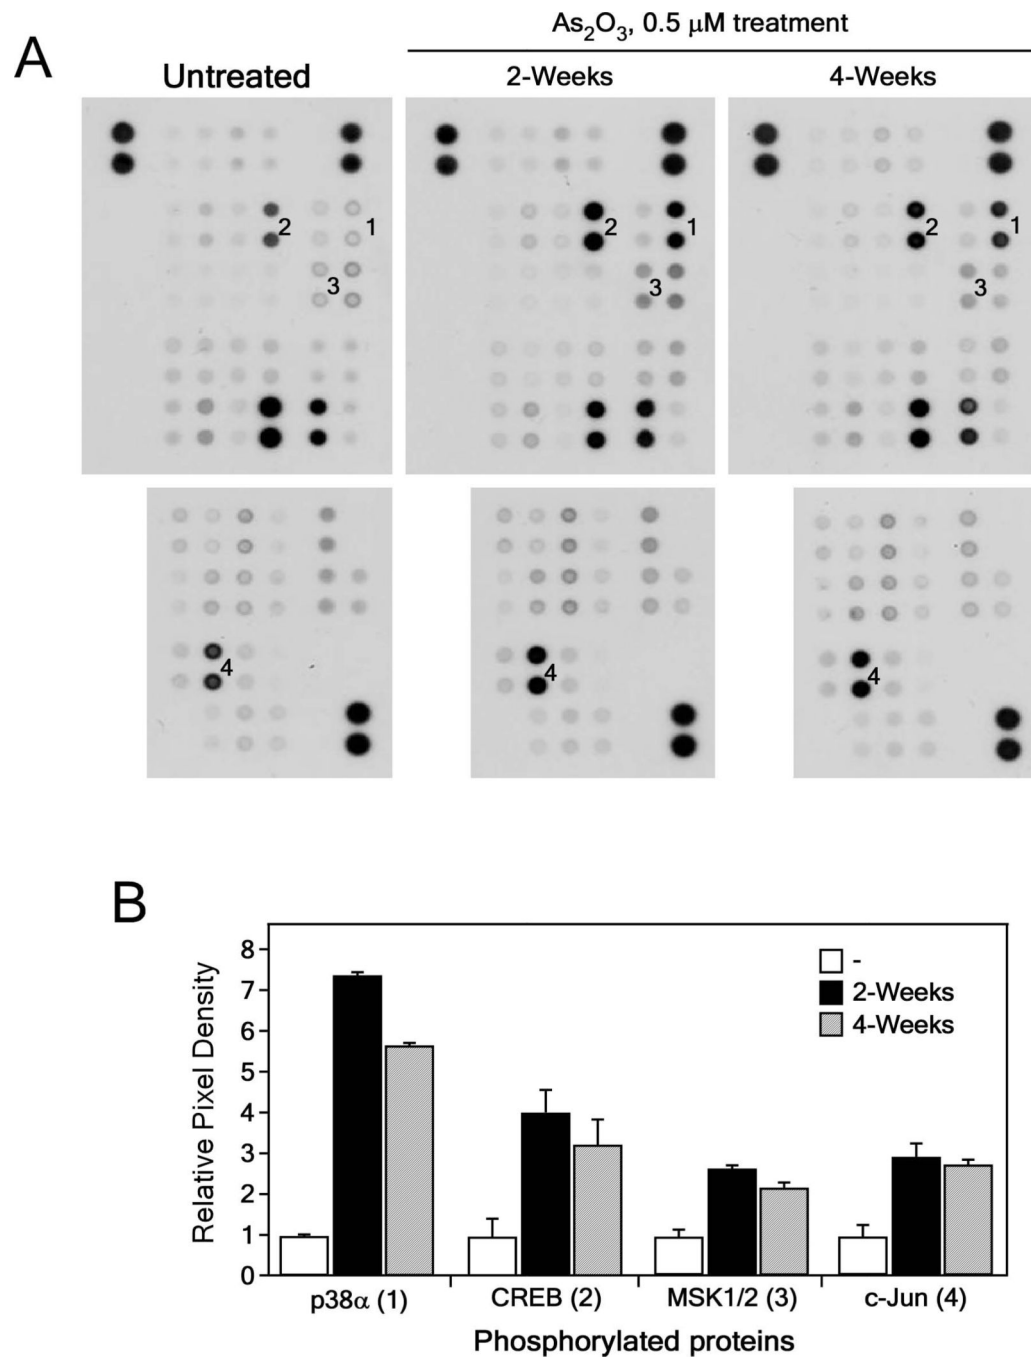 A
As₂O₃, 0.5 μM treatment
Untreated
2-Weeks
4-Weeks
2
1
3
2
1
3
2
1
3
4
4
4
B
Relative Pixel Density
8
7
6
5
4
3
2
1
0
-
2-Weeks
4-Weeks
p38α (1)
CREB (2)
MSK1/2 (3)
c-Jun (4)
Phosphorylated proteins